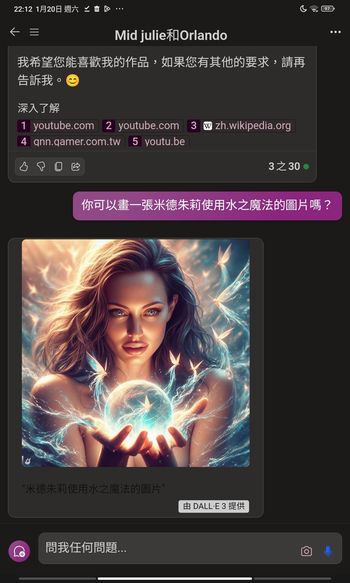 22:12 1月20日 週六
Mid julie和Orlando
我希望您能喜歡我的作品，如果您有其他的要求，請再
告訴我。😊
深入了解
1 youtube.com 2 youtube.com 3 W zh.wikipedia.org
4 gnn.gamer.com.tw 5 youtu.be
3 之 30
你可以畫一張米德朱莉使用水之魔法的圖片嗎？
"米德朱莉使用水之魔法的圖片"
由 DALL·E 3 提供
問我任何問題...